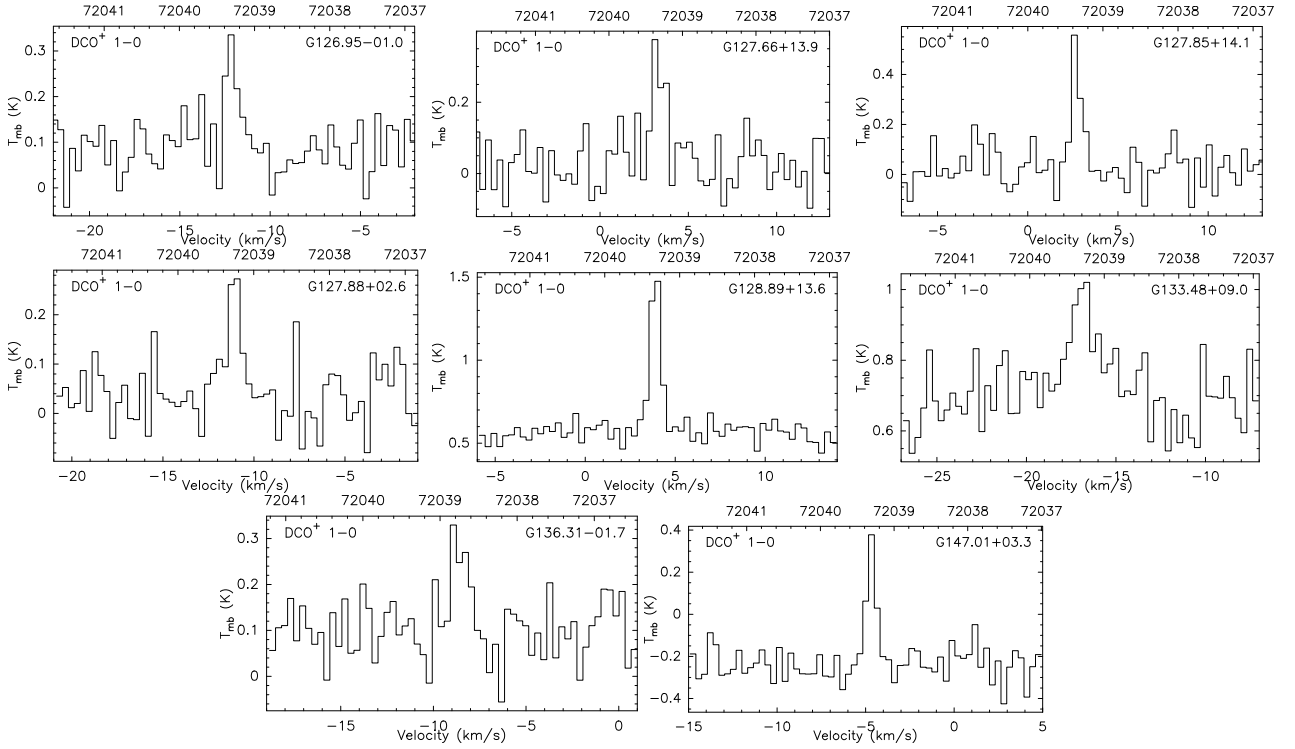 72041 72040 72039 72038 72037
DCO+ 1−0 G126.95−01.0
Tmb (K)
0.3
0.2
0.1
0
−20 −15 −10 −5
Velocity (km/s)
72041 72040 72039 72038 72037
DCO+ 1−0 G127.66+13.9
Tmb (K)
0.2
0
−5 0 5 10
Velocity (km/s)
72041 72040 72039 72038 72037
DCO+ 1−0 G127.85+14.1
Tmb (K)
0.4
0.2
0
−5 0 5 10
Velocity (km/s)
72041 72040 72039 72038 72037
DCO+ 1−0 G127.88+02.6
Tmb (K)
0.2
0.1
0
−20 −15 −10 −5
Velocity (km/s)
72041 72040 72039 72038 72037
DCO+ 1−0 G128.89+13.6
Tmb (K)
1.5
1
0.5
−5 0 5 10
Velocity (km/s)
72041 72040 72039 72038 72037
DCO+ 1−0 G133.48+09.0
Tmb (K)
1
0.8
0.6
−25 −20 −15 −10
Velocity (km/s)
72041 72040 72039 72038 72037
DCO+ 1−0 G136.31−01.7
Tmb (K)
0.3
0.2
0.1
0
−15 −10 −5 0
Velocity (km/s)
72041 72040 72039 72038 72037
DCO+ 1−0 G147.01+03.3
Tmb (K)
0.4
0.2
0
−0.2
−0.4
−15 −10 −5 0 5
Velocity (km/s)